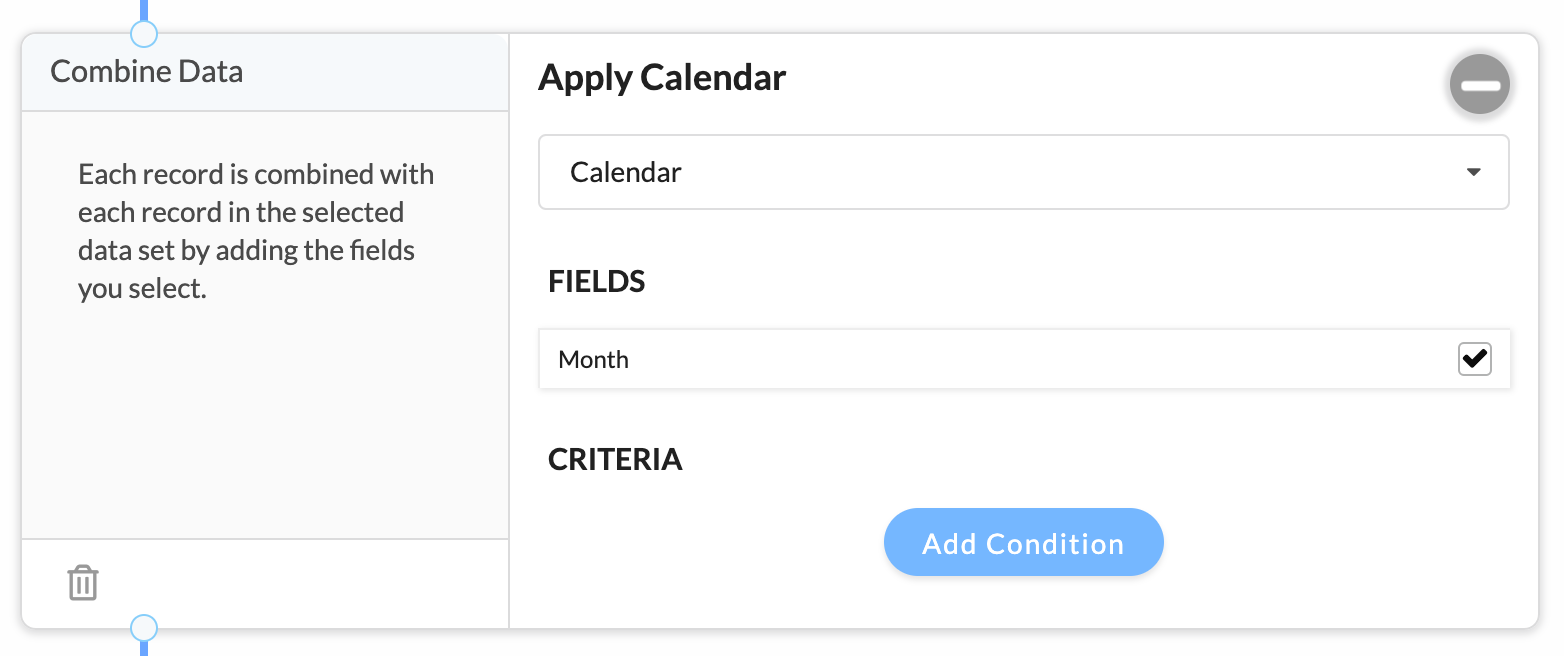 Combine Data
Each record is combined with
each record in the selected
data set by adding the fields
you select.
Apply Calendar
Calendar
FIELDS
Month
CRITERIA
Add Condition